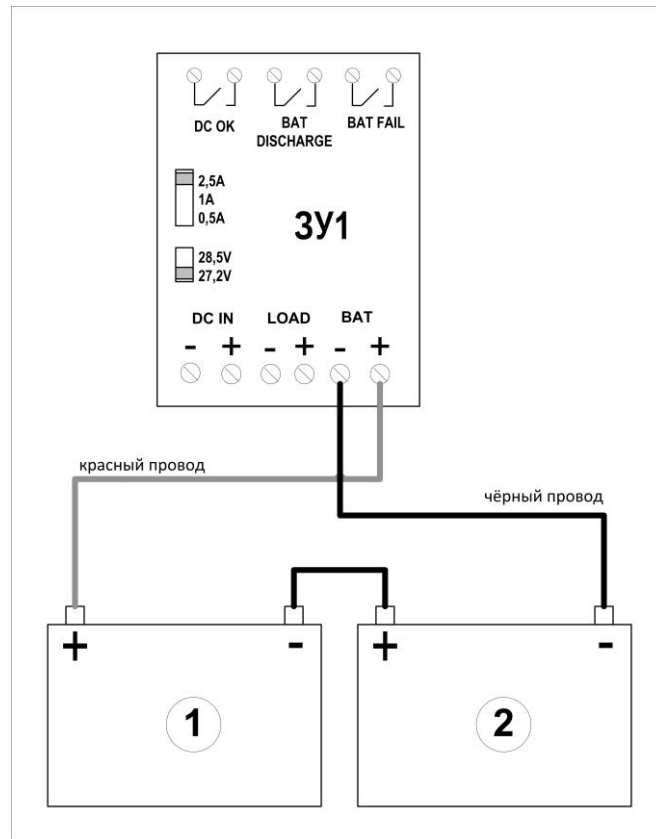 DC OK
BAT DISCHARGE
BAT FAIL
2,5A
1A
0,5A
ЗУ1
28,5V
27,2V
DC IN LOAD BAT
- + - + - +
красный провод
чёрный провод
+ - + -
1 2